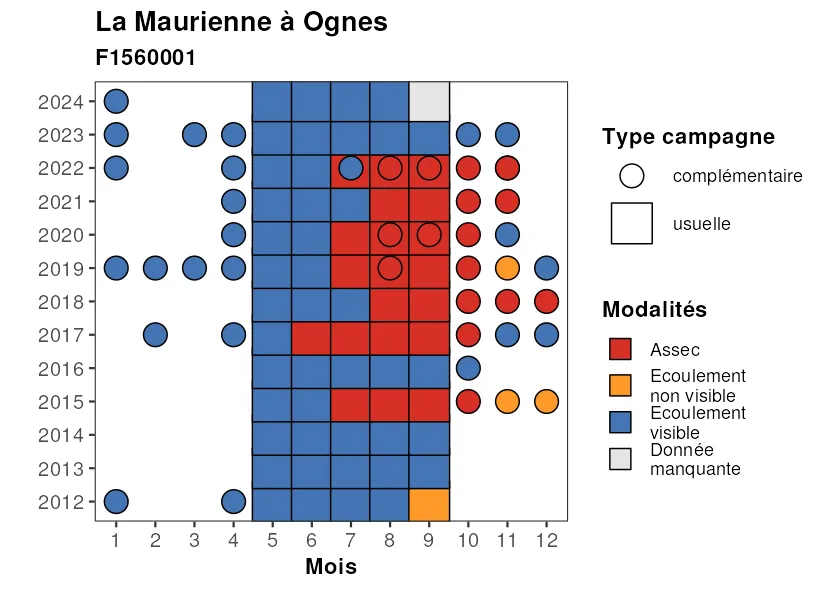 La Maurienne à Ognes
F1560001
2024
2023
2022
2021
2020
2019
2018
2017
2016
2015
2014
2013
2012
1 2 3 4 5 6 7 8 9 10 11 12
Mois
Type campagne
complémentaire
usuelle
Modalités
Assec
Ecoulement
non visible
Ecoulement
visible
Donnée
manquante